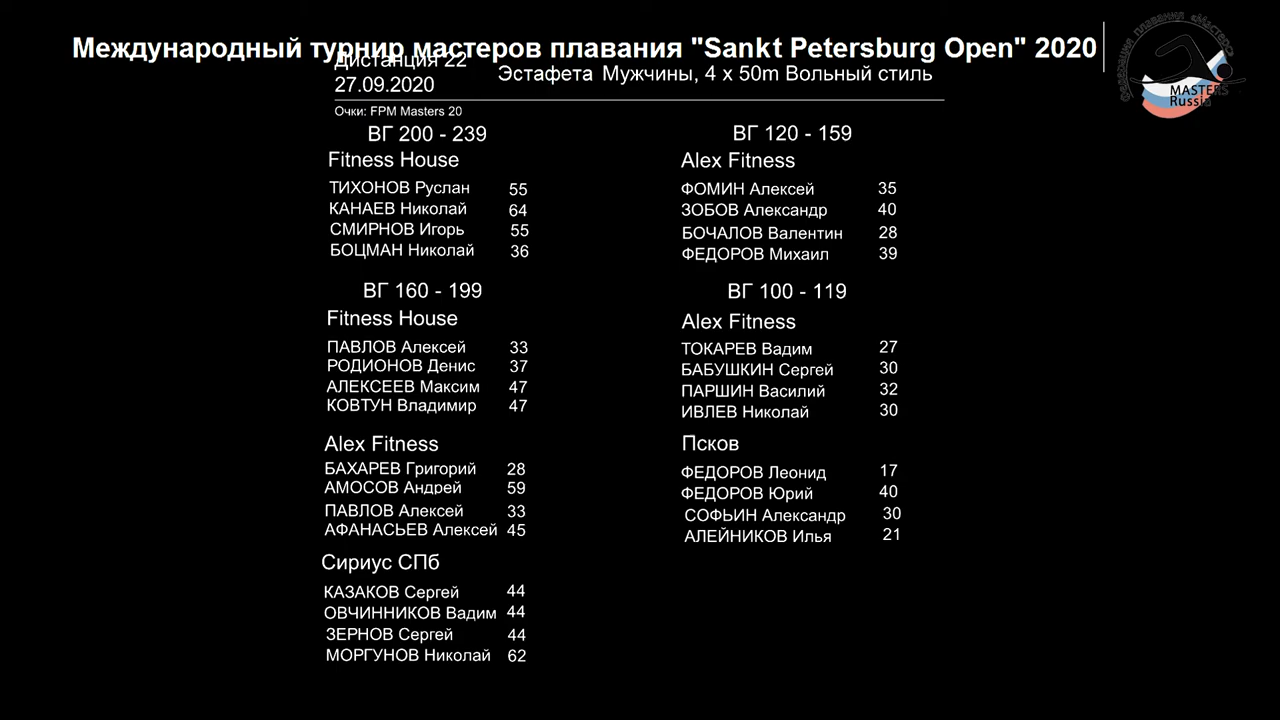 Международный турнир мастеров плавания "Sankt Petersburg Open" 2020
Дистанция 22
27.09.2020
Эстафета Мужчины, 4 x 50m Вольный стиль
Очки: FPM Masters 20
MASTERS
Russia
ВГ 200 - 239
Fitness House
ТИХОНОВ Руслан 55
КАНАЕВ Николай 64
СМИРНОВ Игорь 55
БОЦМАН Николай 36
ВГ 160 - 199
Fitness House
ПАВЛОВ Алексей 33
РОДИОНОВ Денис 37
АЛЕКСЕЕВ Максим 47
КОВТУН Владимир 47
Alex Fitness
БАХАРЕВ Григорий 28
АМОСОВ Андрей 59
ПАВЛОВ Алексей 33
АФАНАСЬЕВ Алексей 45
Сириус СПб
КАЗАКОВ Сергей 44
ОВЧИННИКОВ Вадим 44
ЗЕРНОВ Сергей 44
МОРГУНОВ Николай 62
ВГ 120 - 159
Alex Fitness
ФОМИН Алексей 35
ЗОБОВ Александр 40
БОЧАЛОВ Валентин 28
ФЕДОРОВ Михаил 39
ВГ 100 - 119
Alex Fitness
ТОКАРЕВ Вадим 27
БАБУШКИН Сергей 30
ПАРШИН Василий 32
ИВЛЕВ Николай 30
Псков
ФЕДОРОВ Леонид 17
ФЕДОРОВ Юрий 40
СОФЬИН Александр 30
АЛЕЙНИКОВ Илья 21